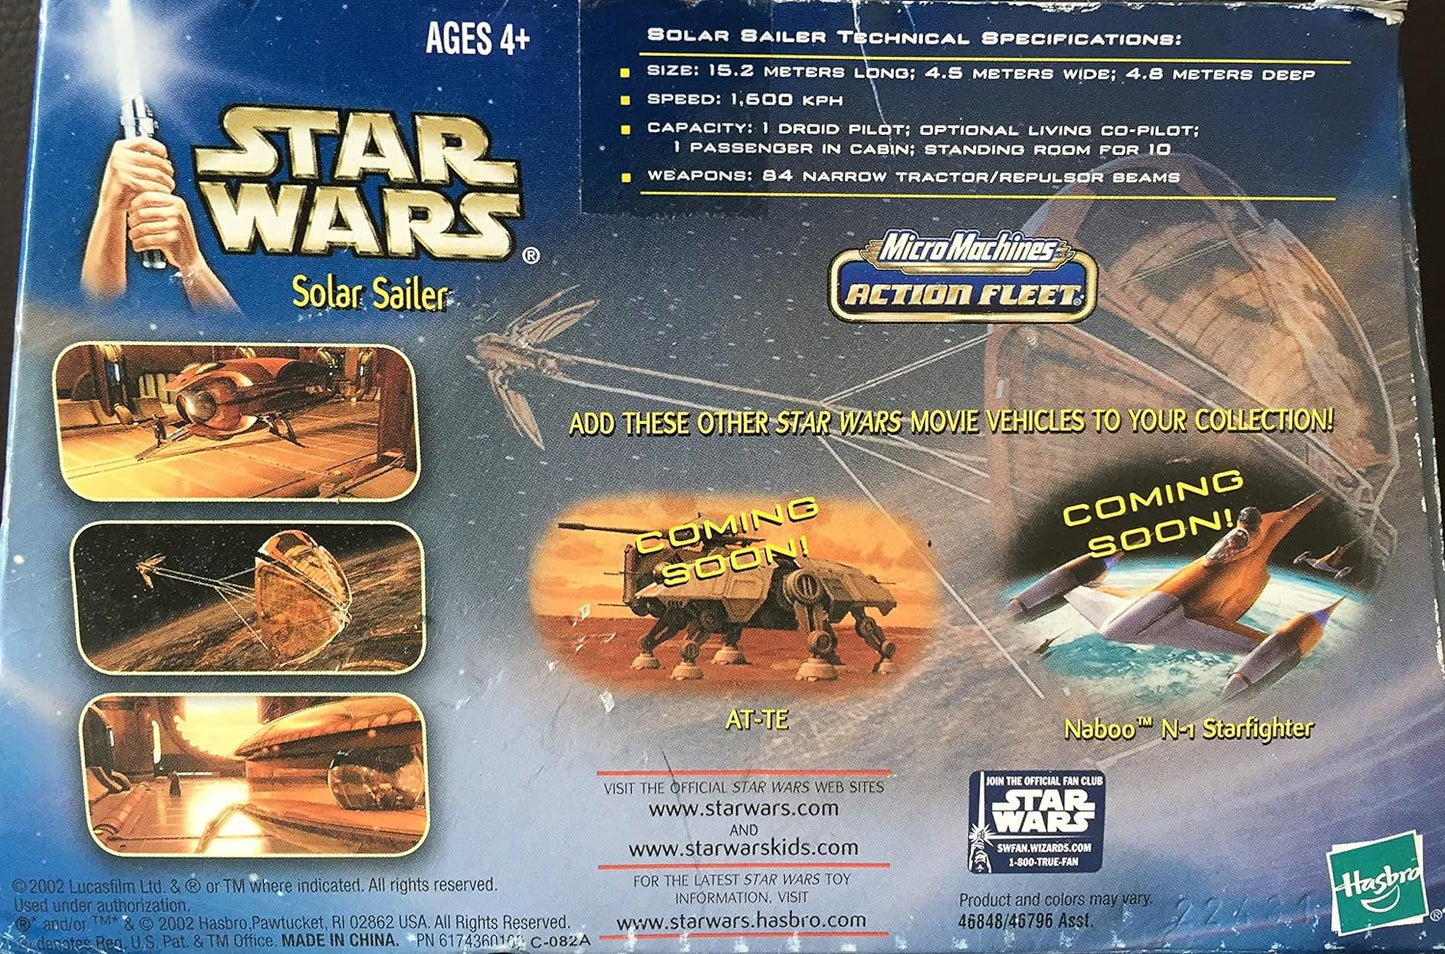 AGES 4+
STAR
WARS®
Solar Sailer
SOLAR SAILER TECHNICAL SPECIFICATIONS:
SIZE: 15.2 METERS LONG; 4.5 METERS WIDE; 4.8 METERS DEEP
SPEED: 1,600 KPH
CAPACITY: 1 DROID PILOT; OPTIONAL LIVING CO-PILOT;
1 PASSENGER IN CABIN; STANDING ROOM FOR 10
WEAPONS: 84 NARROW TRACTOR/REPULSOR BEAMS
Micro Machines
ACTION FLEET®
ADD THESE OTHER STAR WARS MOVIE VEHICLES TO YOUR COLLECTION!
COMING
SOON!
AT-TE
COMING
SOON!
Naboo™ N-1 Starfighter
VISIT THE OFFICIAL STAR WARS WEB SITES
www.starwars.com
AND
www.starwarskids.com
FOR THE LATEST STAR WARS TOY
INFORMATION, VISIT
www.starwars.hasbro.com
JOIN THE OFFICIAL FAN CLUB
STAR
WARS
SWFAN.WIZARDS.COM
1-800-TRUE-FAN
Product and colors may vary.
46848/46796 Asst.
Hasbro®
© 2002 Lucasfilm Ltd. & ® or TM where indicated. All rights reserved.
Used under authorization.
®* and/or TM* & © 2002 Hasbro, Pawtucket, RI 02862 USA. All Rights Reserved.
denotes Reg. U.S. Pat. & TM Office. MADE IN CHINA. PN C-082A